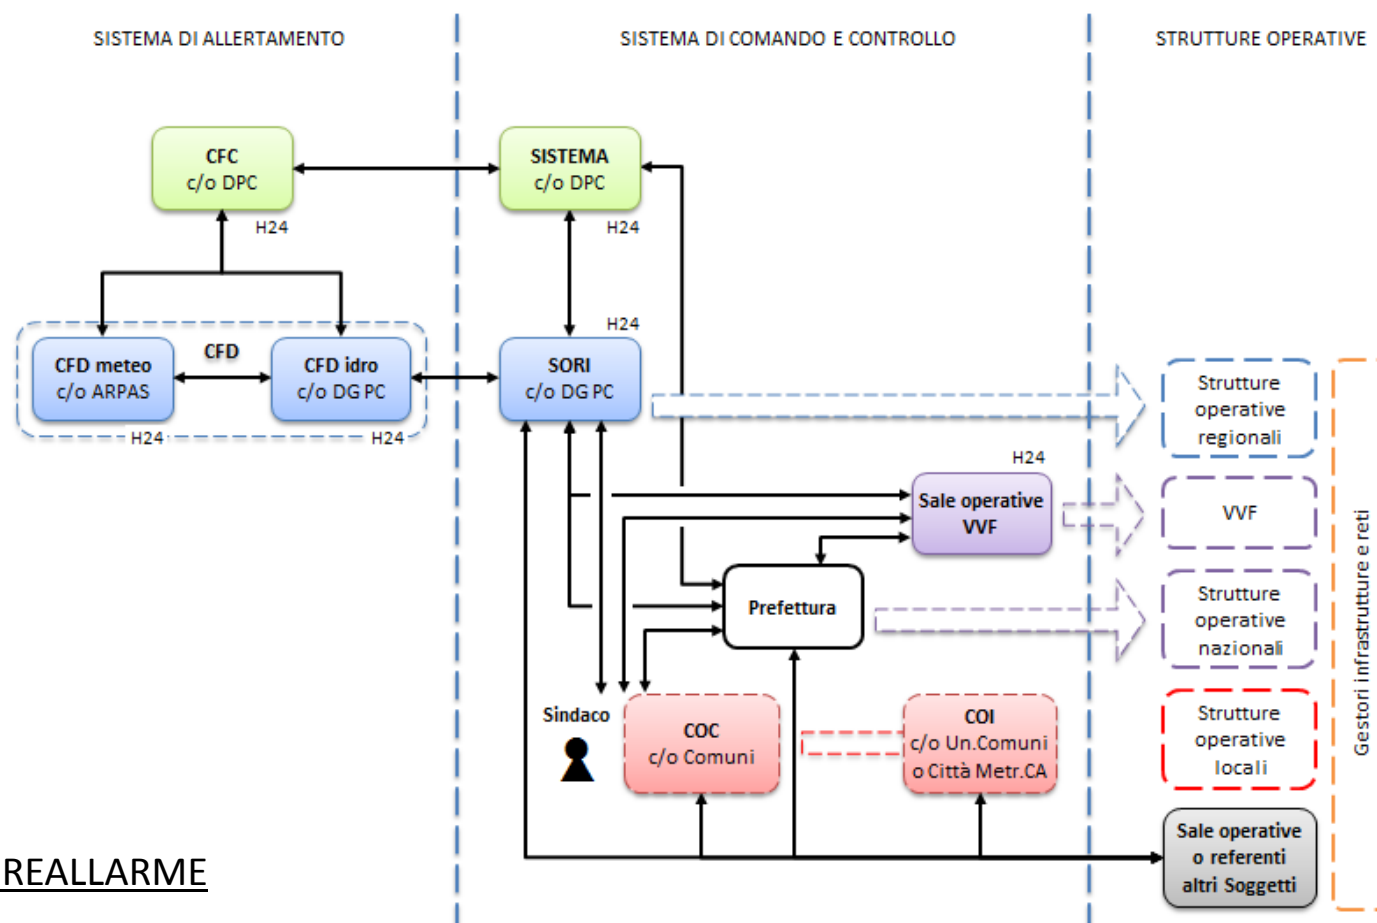 SISTEMA DI ALLERTAMENTO
SISTEMA DI COMANDO E CONTROLLO
STRUTTURE OPERATIVE
CFC
c/o DPC
H24
SISTEMA
c/o DPC
H24
CFD
CFD meteo
c/o ARPAS
H24
CFD idro
c/o DG PC
H24
H24
SORI
c/o DG PC
Strutture
operative
regionali
H24
Sale operative
VVF
VVF
Prefettura
Strutture
operative
nazionali
Sindaco
COC
c/o Comuni
COI
c/o Un.Comuni
o Città Metr.CA
Strutture
operative
locali
Sale operative
o referenti
altri Soggetti
Gestori infrastrutture e reti
REALLARME